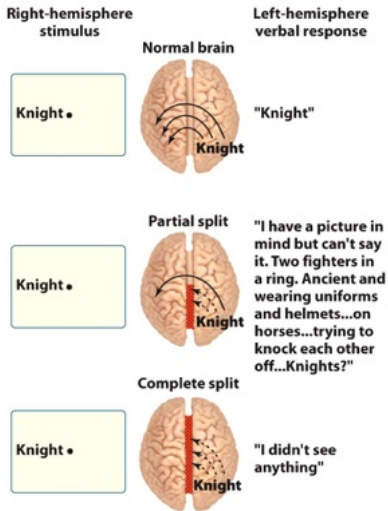 Right-hemisphere
stimulus
Left-hemisphere
verbal response
Normal brain
Knight
Knight
"Knight"
Partial split
Knight
Knight
"I have a picture in
mind but can't say
it. Two fighters in
a ring. Ancient and
wearing uniforms
and helmets...on
horses...trying to
knock each other
off...Knights?"
Complete split
Knight
Knight
"I didn't see
anything"